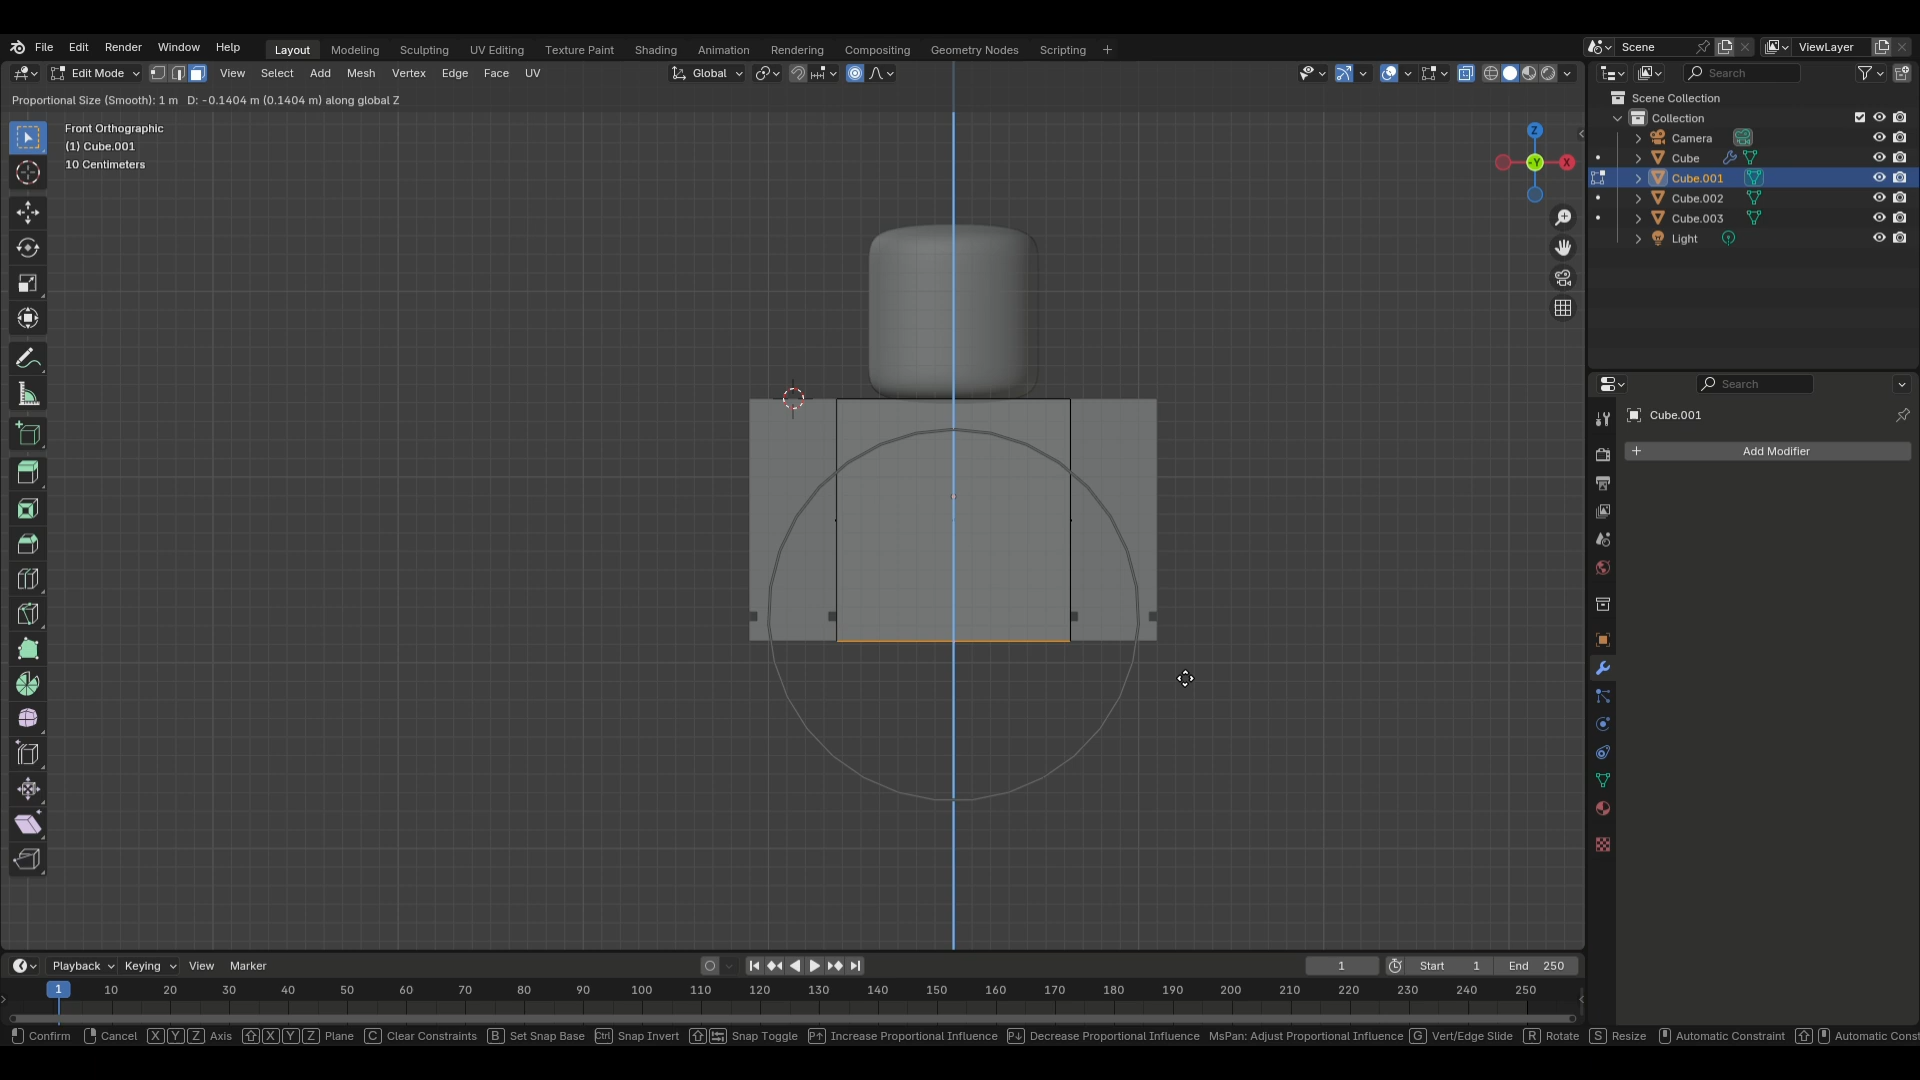 File Edit Render Window Help Layout Modeling Sculpting UV Editing Texture Paint Shading Animation Rendering Compositing Geometry Nodes Scripting + Scene ViewLayer
Edit Mode View Select Add Mesh Vertex Edge Face UV Global Search
Proportional Size (Smooth): 1 m D: -0.1404 m (0.1404 m) along global Z
Scene Collection
Collection
Front Orthographic
(1) Cube.001
10 Centimeters
Z
-Y
X
Camera
Cube
Cube.001
Cube.002
Cube.003
Light
Search
Cube.001
+ Add Modifier
Playback Keying View Marker 1 Start 1 End 250
1 10 20 30 40 50 60 70 80 90 100 110 120 130 140 150 160 170 180 190 200 210 220 230 240 250
Confirm Cancel X Y Z Axis X Y Z Plane C Clear Constraints B Set Snap Base Ctrl Snap Invert Snap Toggle P↑ Increase Proportional Influence P↓ Decrease Proportional Influence MsPan: Adjust Proportional Influence G Vert/Edge Slide R Rotate S Resize Automatic Constraint Automatic Cons